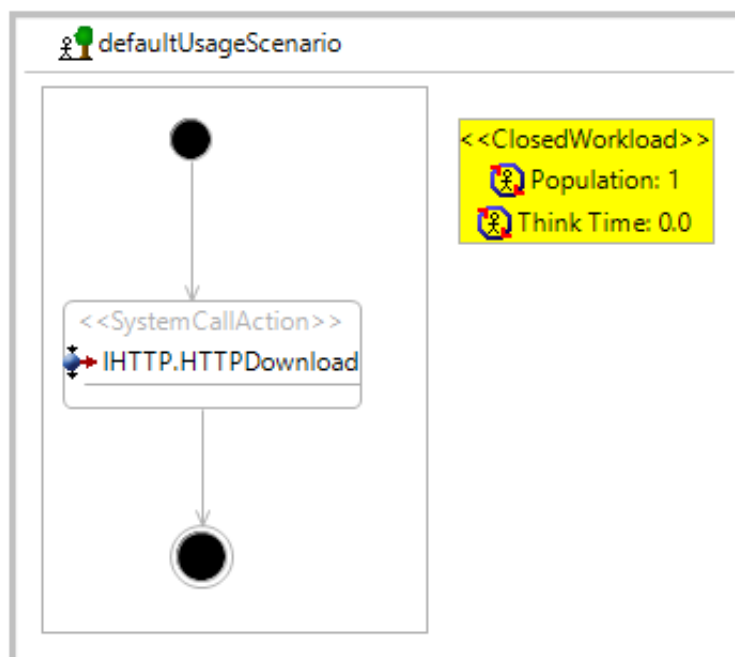 defaultUsageScenario
<<ClosedWorkload>>
Population: 1
Think Time: 0.0
<<SystemCallAction>>
IHTTP.HTTPDownload